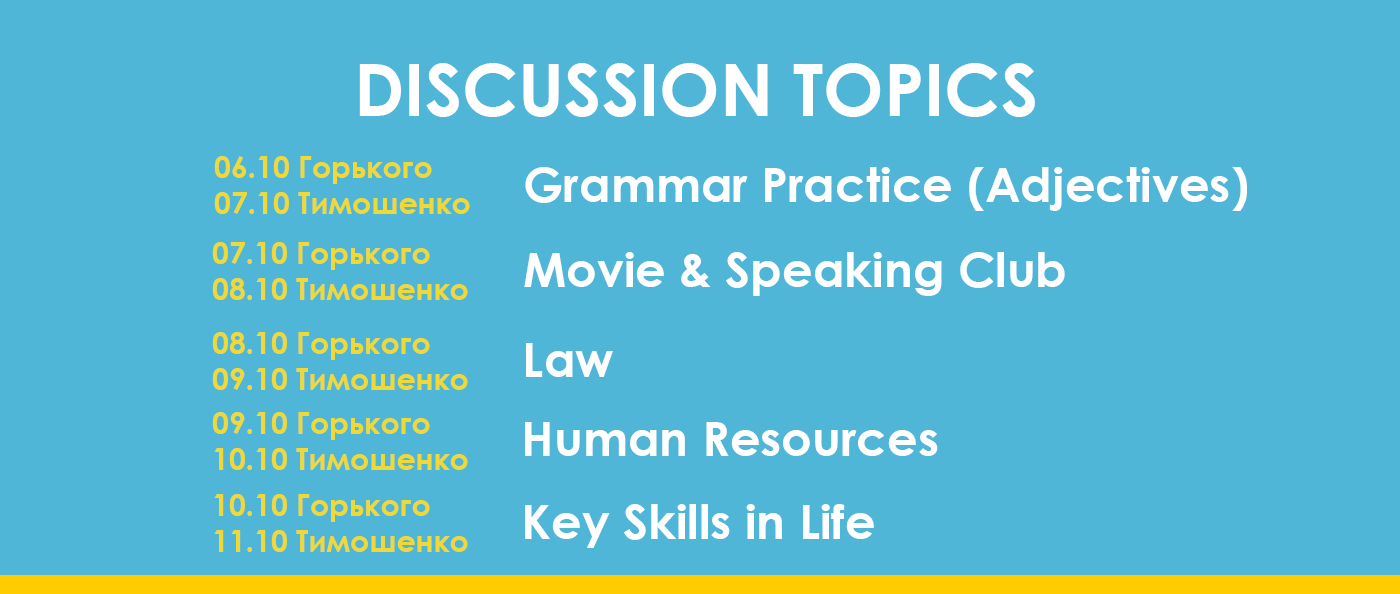 DISCUSSION TOPICS
06.10 Горького
07.10 Тимошенко
Grammar Practice (Adjectives)
07.10 Горького
08.10 Тимошенко
Movie & Speaking Club
08.10 Горького
09.10 Тимошенко
Law
09.10 Горького
10.10 Тимошенко
Human Resources
10.10 Горького
11.10 Тимошенко
Key Skills in Life